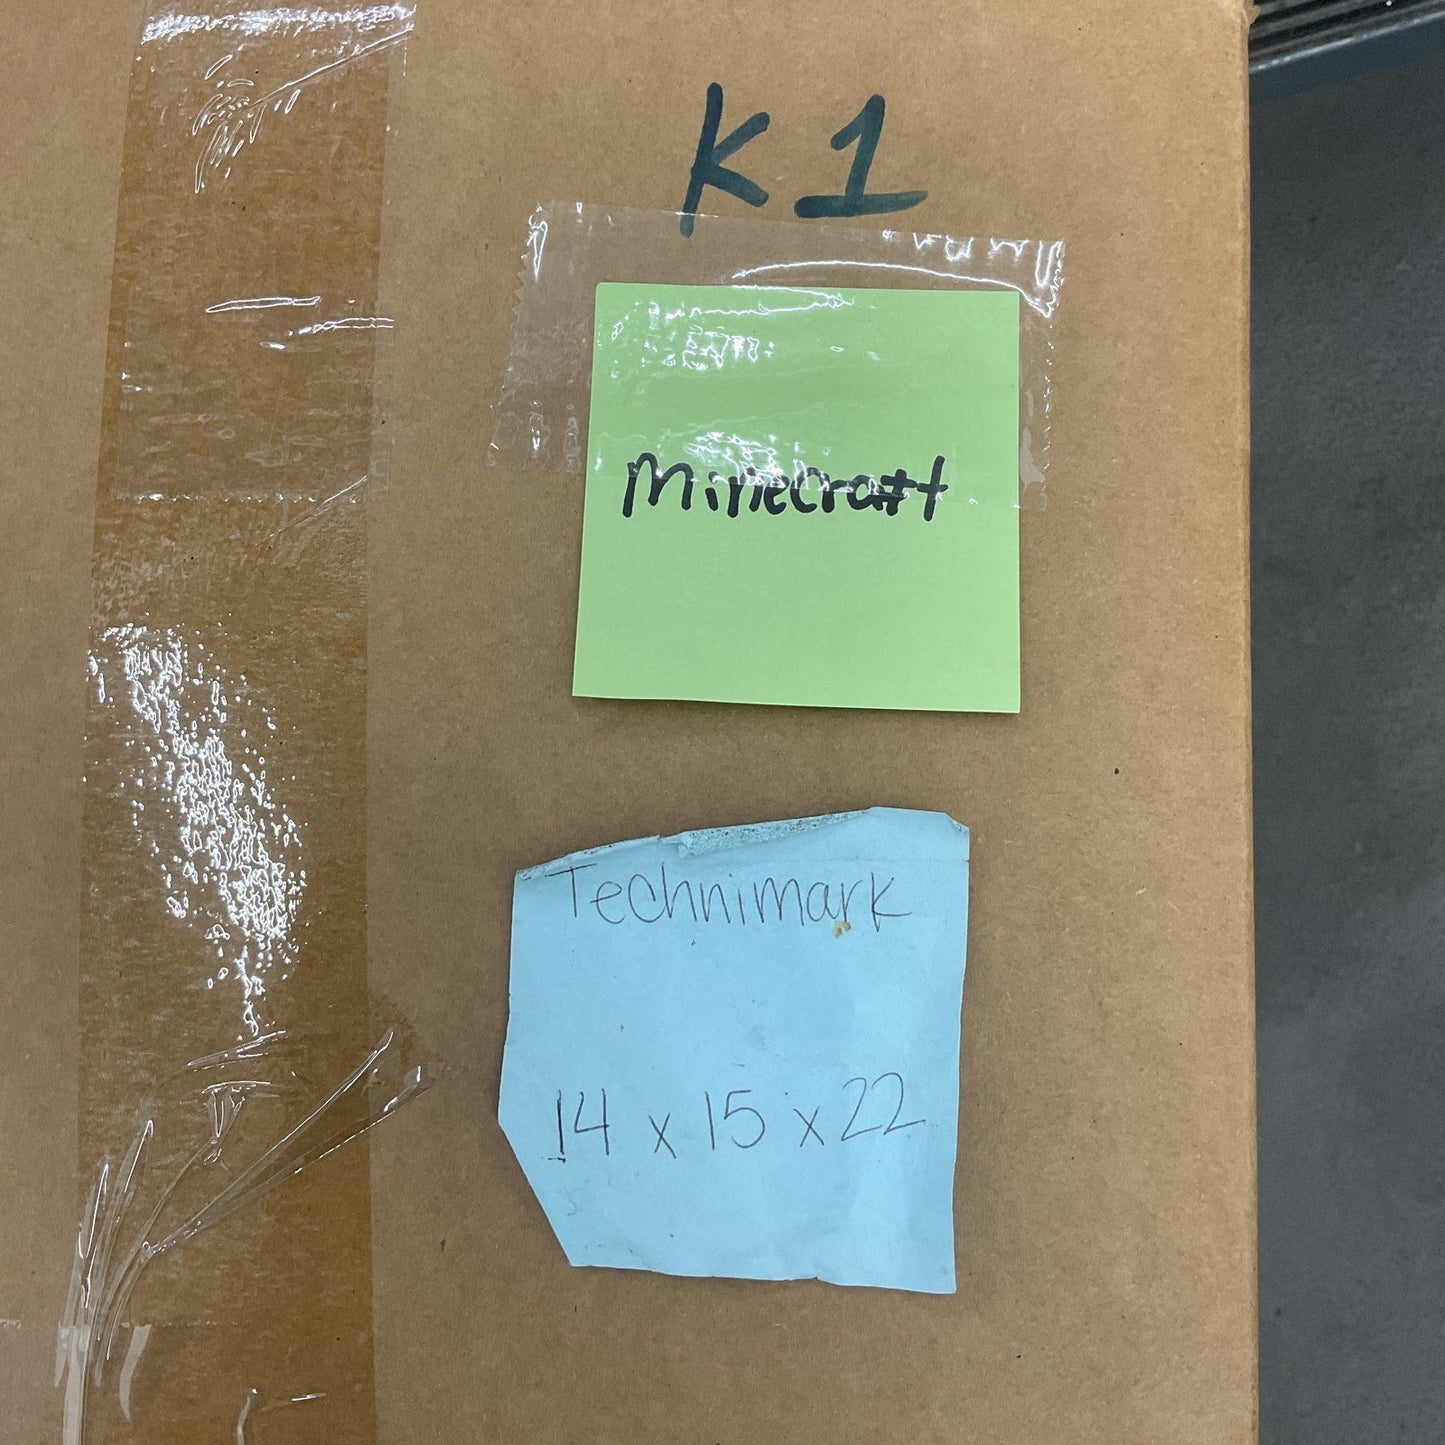 K1
Minecraft
Technimark
14 x 15 x 22